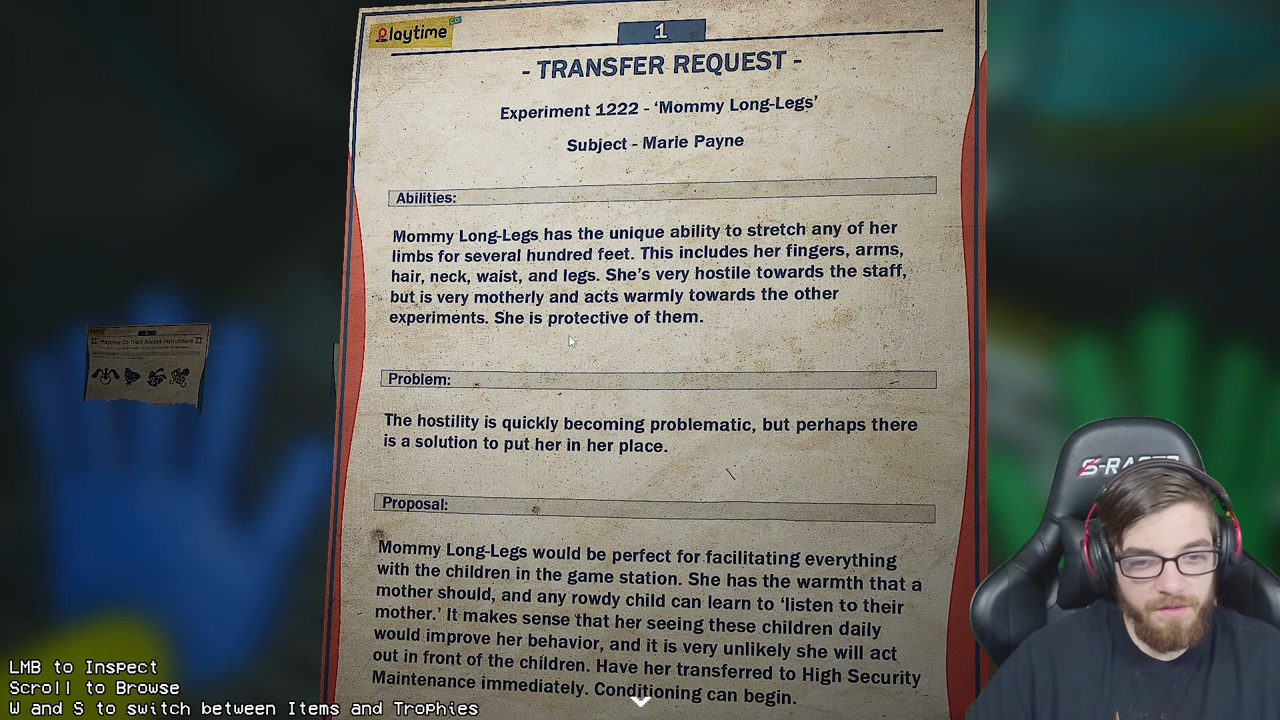 Playtime Co
1
- TRANSFER REQUEST -
Experiment 1222 - ‘Mommy Long-Legs’
Subject - Marie Payne
Abilities:
Mommy Long-Legs has the unique ability to stretch any of her
limbs for several hundred feet. This includes her fingers, arms,
hair, neck, waist, and legs. She’s very hostile towards the staff,
but is very motherly and acts warmly towards the other
experiments. She is protective of them.
Problem:
The hostility is quickly becoming problematic, but perhaps there
is a solution to put her in her place.
Proposal:
Mommy Long-Legs would be perfect for facilitating everything
with the children in the game station. She has the warmth that a
mother should, and any rowdy child can learn to ‘listen to their
mother.’ It makes sense that her seeing these children daily
would improve her behavior, and it is very unlikely she will act
out in front of the children. Have her transferred to High Security
Maintenance immediately. Conditioning can begin.
Playtime Co Train Access Instructions
LMB to Inspect
Scroll to Browse
W and S to switch between Items and Trophies